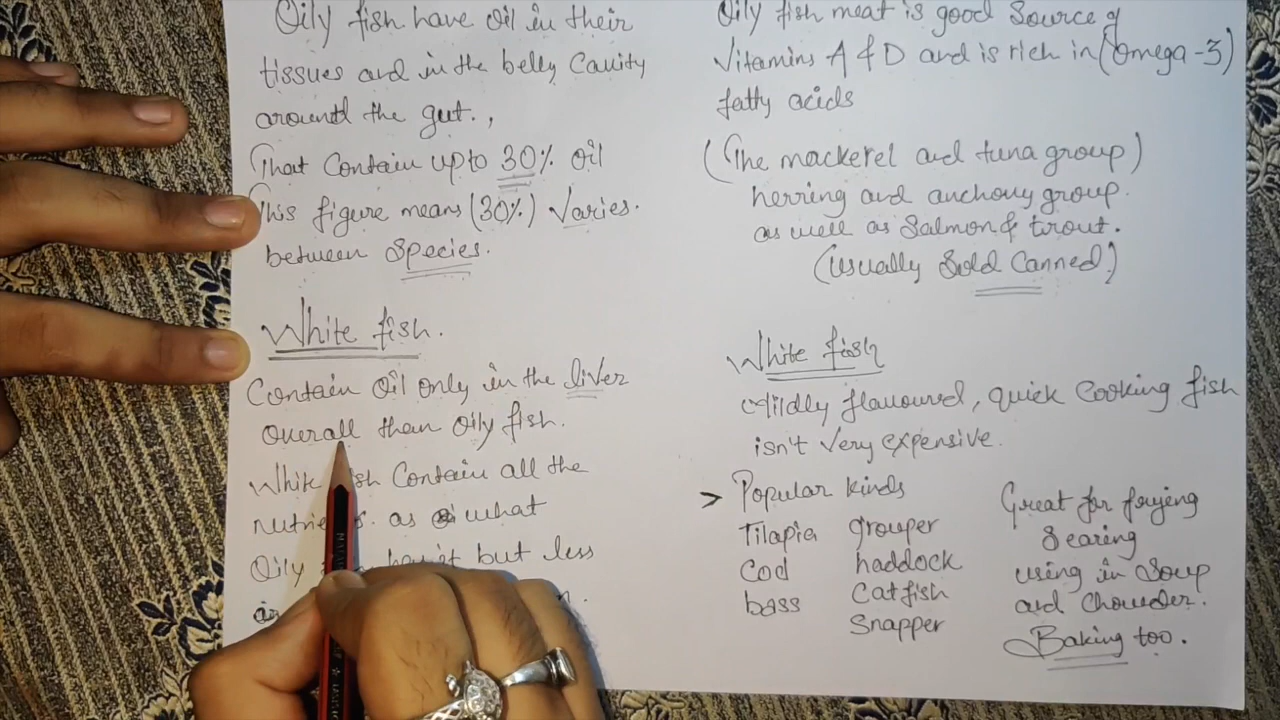 Oily fish have oil in their
tissues and in the belly Cavity
around the gut.,
That Contain upto 30% oil
This figure means (30%) Varies.
between Species.
White fish.
Contain oil only in the liver
Overall than oily fish.
White Contain all the
as what
Oily but less
Oily fish meat is good Source of
Vitamins A & D and is rich in (Omega-3)
fatty acids
(The mackerel and tuna group)
herring and anchovy group.
as well as Salmon & trout.
(Usually Sold Canned)
White fish
Mildly flavoured, quick Cooking fish
isn't Very expensive.
> Popular kinds
Tilapia grouper
Cod haddock
bass Catfish
Snapper
Great for frying
Searing
using in Soup
and Chowder.
Baking too.